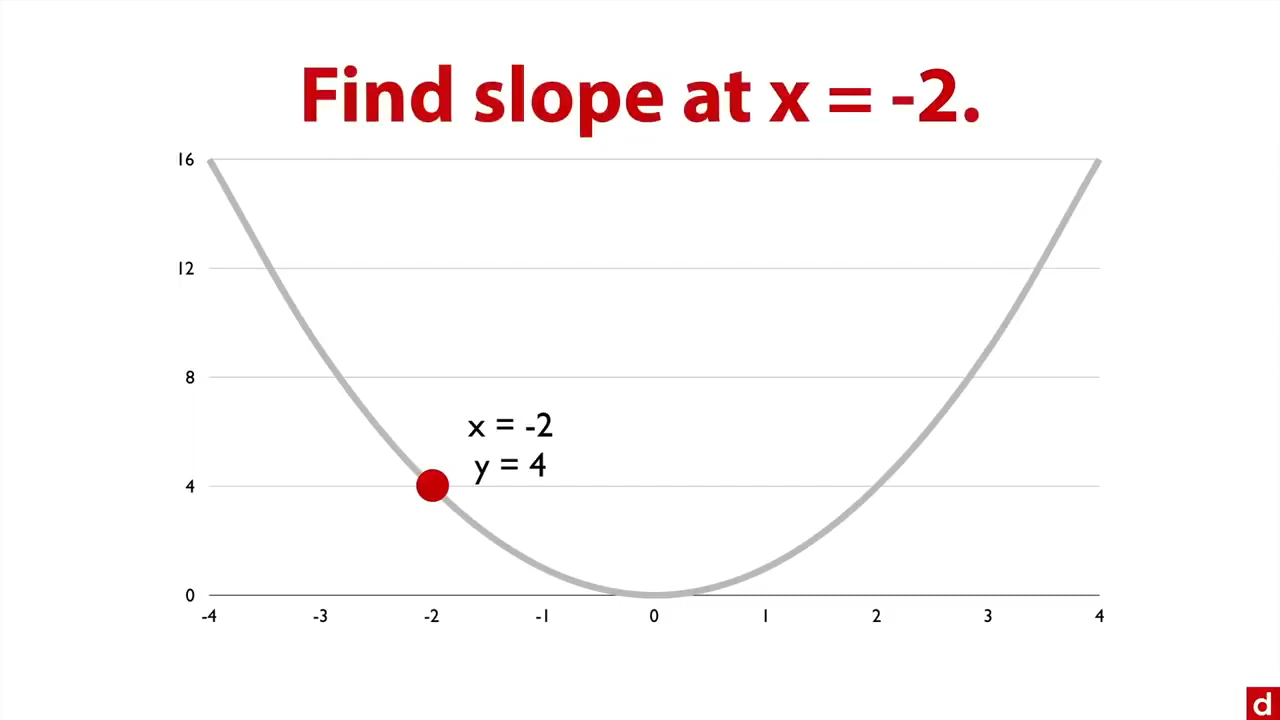 Find slope at x = -2.
16
12
8
x = -2
y = 4
4
0
-4 -3 -2 -1 0 1 2 3 4
d